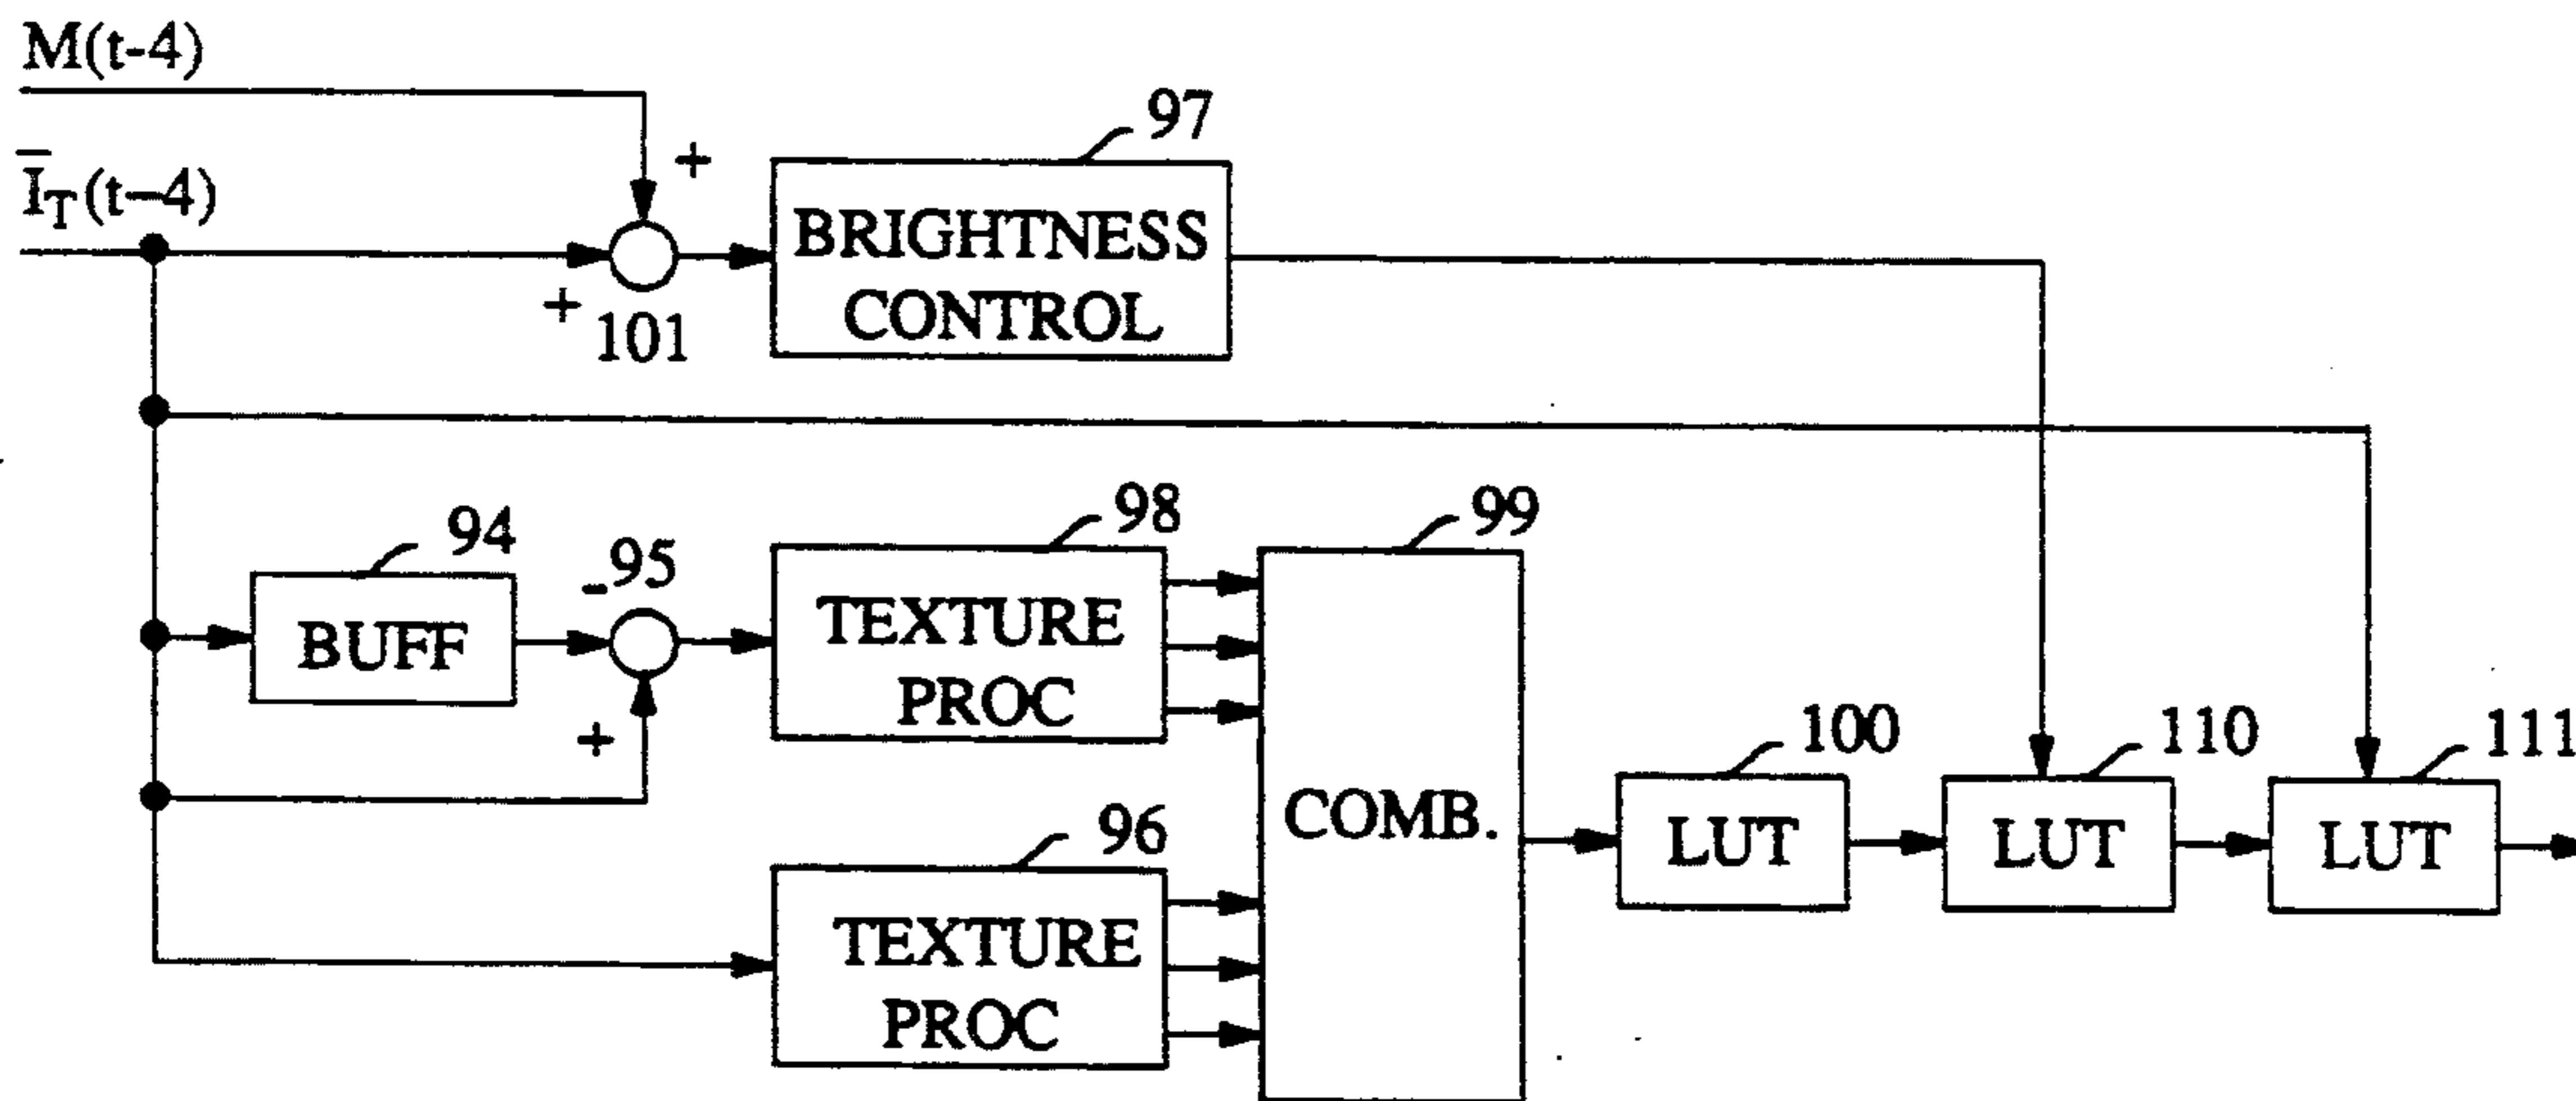 M(t-4)
97
+
I̅_T(t-4)
BRIGHTNESS
CONTROL
+
101
98
99
94
-
95
BUFF
TEXTURE
PROC
+
100
110
111
96
COMB.
LUT
LUT
LUT
TEXTURE
PROC